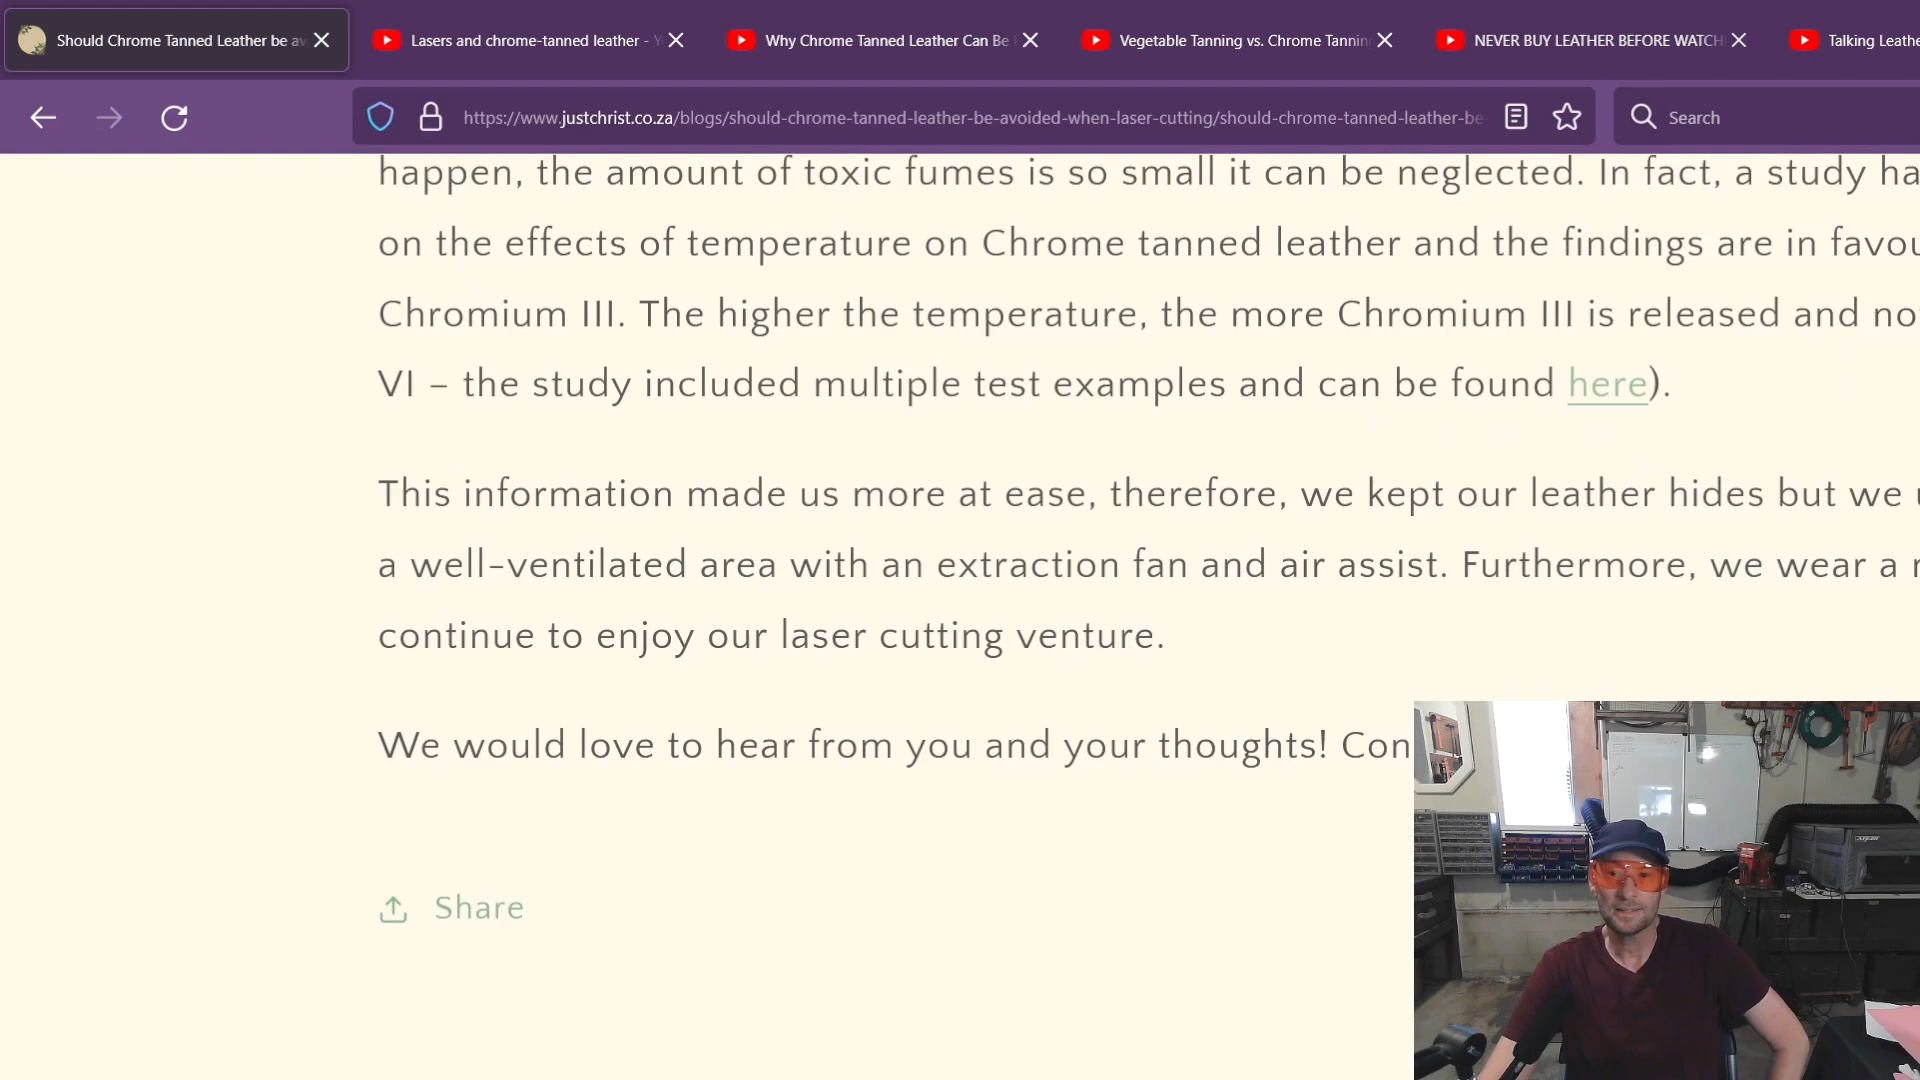 Should Chrome Tanned Leather be av
Lasers and chrome-tanned leather - Y
Why Chrome Tanned Leather Can Be
Vegetable Tanning vs. Chrome Tannin
NEVER BUY LEATHER BEFORE WATCH
Talking Leathe
https://www.justchrist.co.za/blogs/should-chrome-tanned-leather-be-avoided-when-laser-cutting/should-chrome-tanned-leather-be-
Search
happen, the amount of toxic fumes is so small it can be neglected. In fact, a study ha
on the effects of temperature on Chrome tanned leather and the findings are in favou
Chromium III. The higher the temperature, the more Chromium III is released and no
VI – the study included multiple test examples and can be found here).
This information made us more at ease, therefore, we kept our leather hides but we
a well-ventilated area with an extraction fan and air assist. Furthermore, we wear a
continue to enjoy our laser cutting venture.
We would love to hear from you and your thoughts! Con
Share